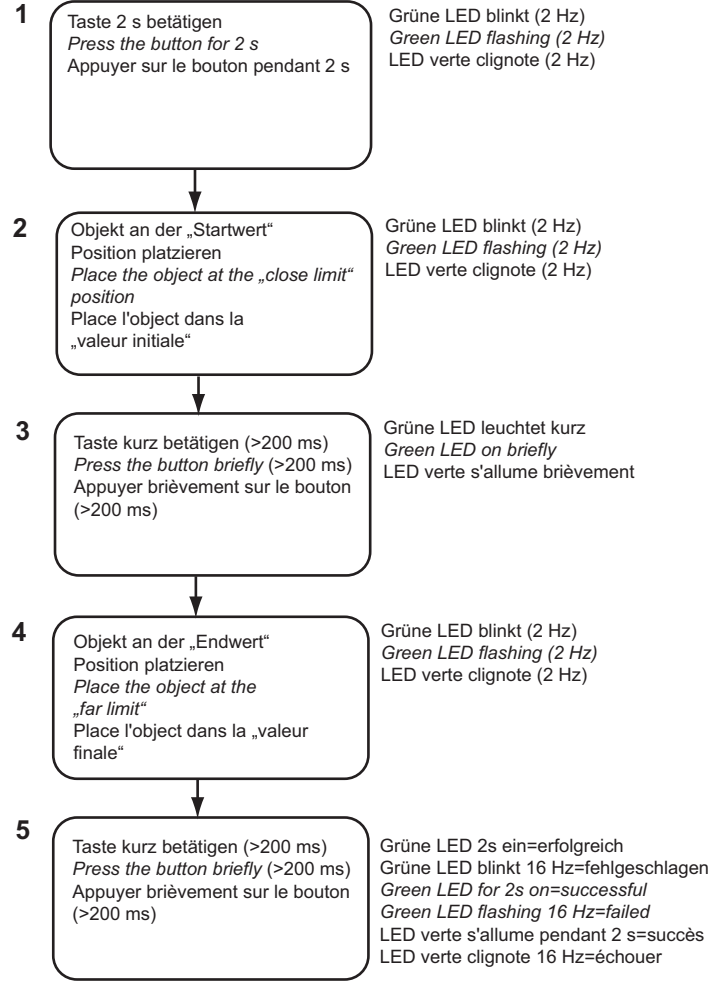 1
Taste 2 s betätigen
Press the button for 2 s
Appuyer sur le bouton pendant 2 s
Grüne LED blinkt (2 Hz)
Green LED flashing (2 Hz)
LED verte clignote (2 Hz)
2
Objekt an der „Startwert“
Position platzieren
Place the object at the „close limit“
position
Place l'object dans la
„valeur initiale“
Grüne LED blinkt (2 Hz)
Green LED flashing (2 Hz)
LED verte clignote (2 Hz)
3
Taste kurz betätigen (>200 ms)
Press the button briefly (>200 ms)
Appuyer brièvement sur le bouton
(>200 ms)
Grüne LED leuchtet kurz
Green LED on briefly
LED verte s'allume brièvement
4
Objekt an der „Endwert“
Position platzieren
Place the object at the
„far limit“
Place l'object dans la „valeur
finale“
Grüne LED blinkt (2 Hz)
Green LED flashing (2 Hz)
LED verte clignote (2 Hz)
5
Taste kurz betätigen (>200 ms)
Press the button briefly (>200 ms)
Appuyer brièvement sur le bouton
(>200 ms)
Grüne LED 2s ein=erfolgreich
Grüne LED blinkt 16 Hz=fehlgeschlagen
Green LED for 2s on=successful
Green LED flashing 16 Hz=failed
LED verte s'allume pendant 2 s=succès
LED verte clignote 16 Hz=échouer